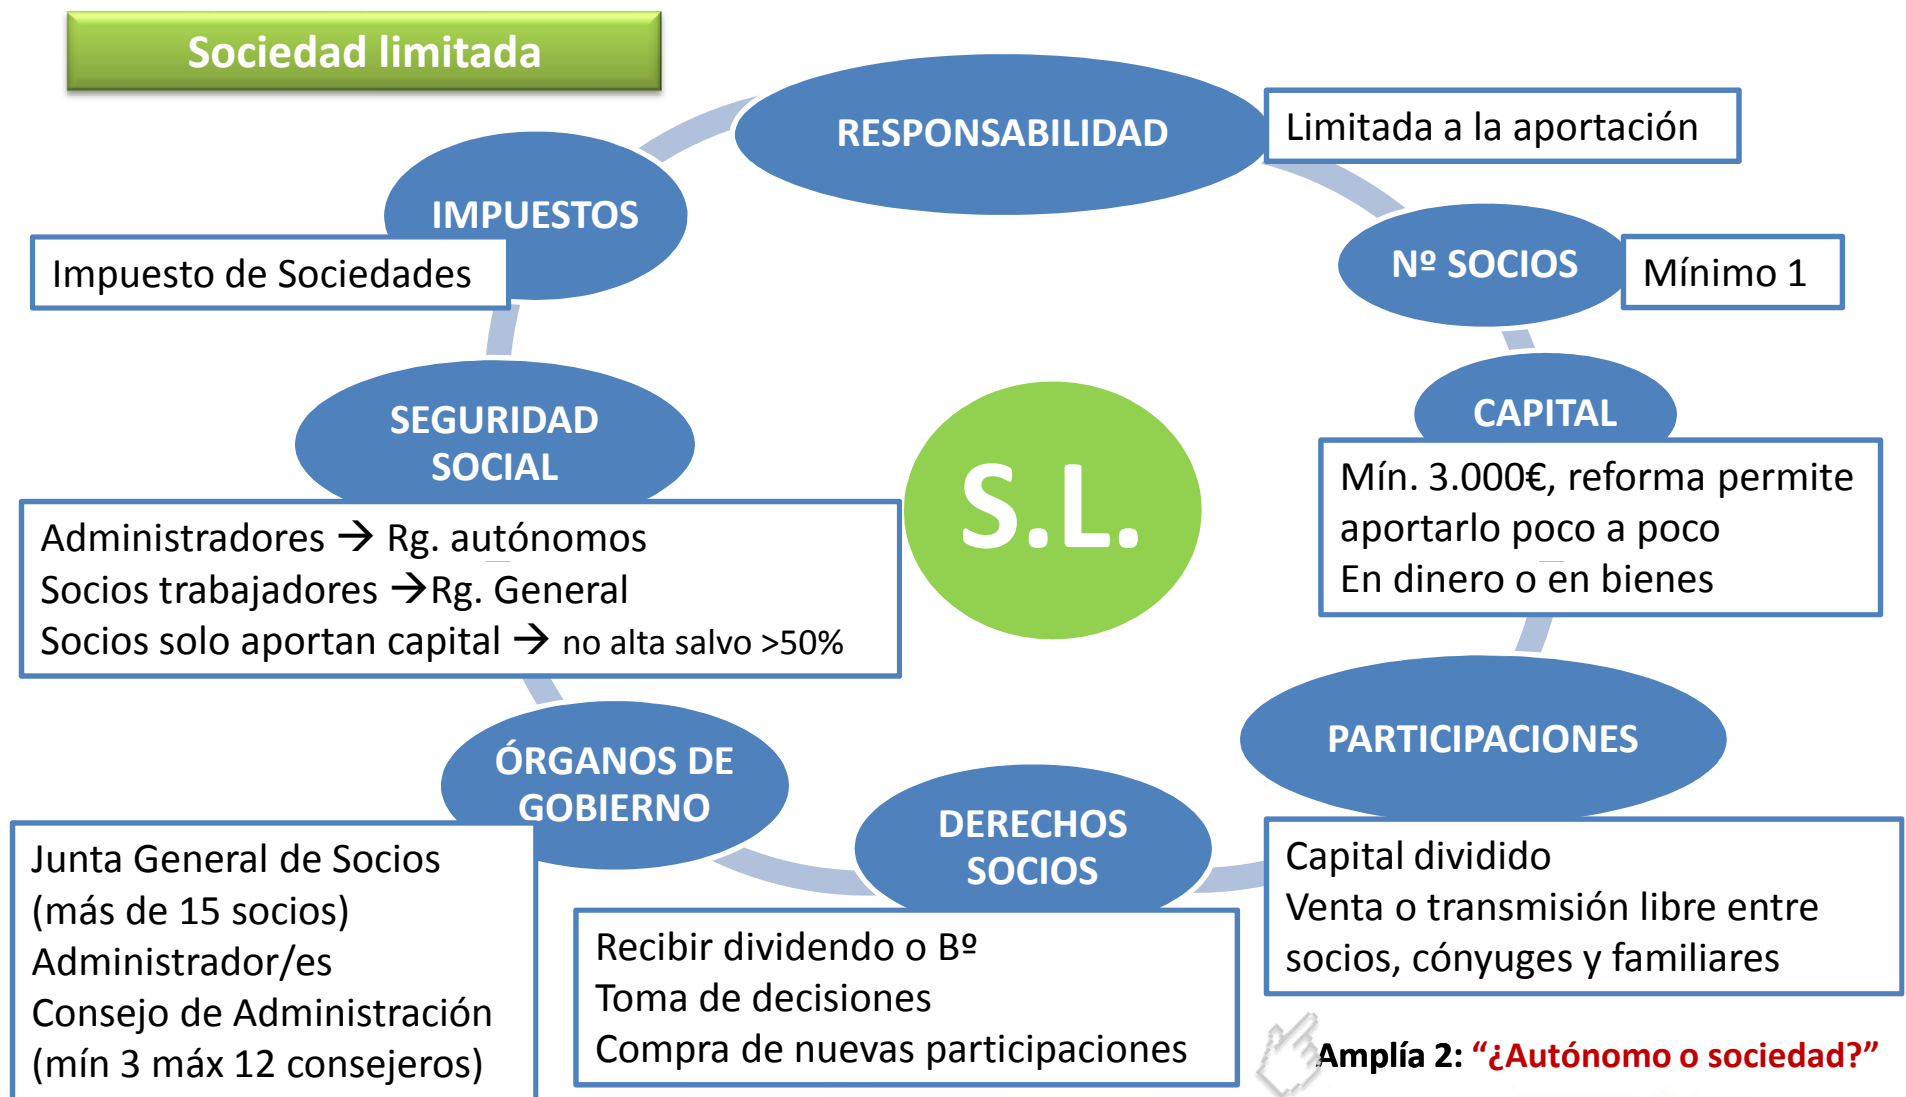 Sociedad limitada
RESPONSABILIDAD
Limitada a la aportación
IMPUESTOS
Impuesto de Sociedades
Nº SOCIOS
Mínimo 1
SEGURIDAD
SOCIAL
Administradores → Rg. autónomos
Socios trabajadores →Rg. General
Socios solo aportan capital → no alta salvo >50%
S.L.
CAPITAL
Mín. 3.000€, reforma permite
aportarlo poco a poco
En dinero o en bienes
PARTICIPACIONES
Capital dividido
Venta o transmisión libre entre
socios, cónyuges y familiares
ÓRGANOS DE
GOBIERNO
Junta General de Socios
(más de 15 socios)
Administrador/es
Consejo de Administración
(mín 3 máx 12 consejeros)
DERECHOS
SOCIOS
Recibir dividendo o Bº
Toma de decisiones
Compra de nuevas participaciones
Amplía 2: “¿Autónomo o sociedad?”